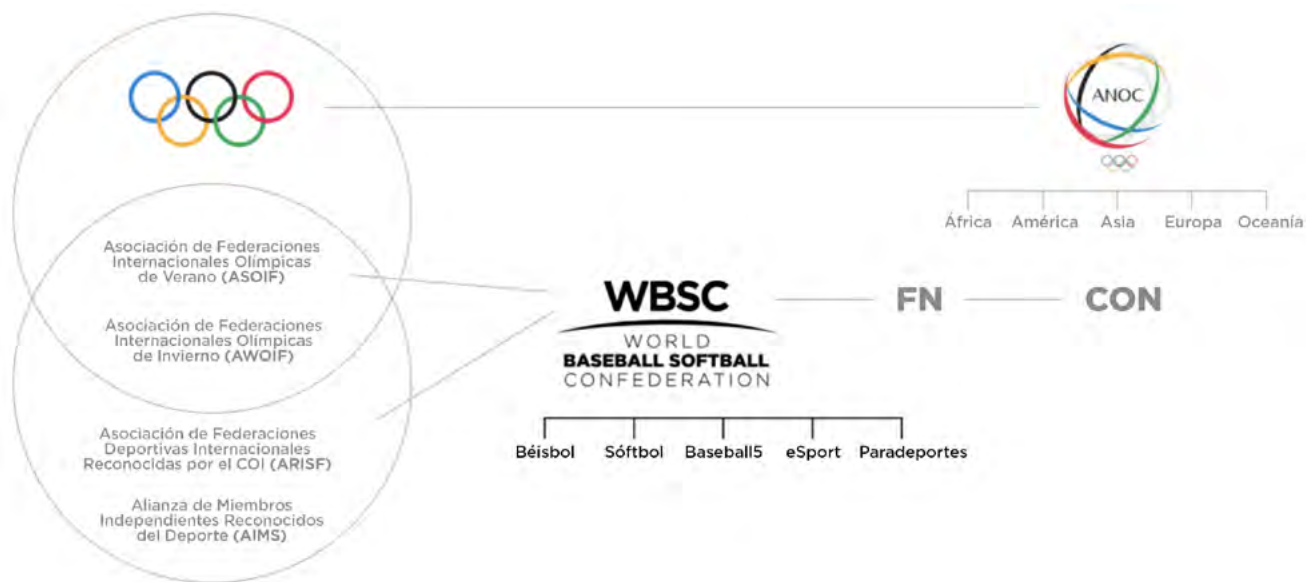 ANOC
África América Asia Europa Oceanía
Asociación de Federaciones
Internacionales Olímpicas
de Verano (ASOIF)
Asociación de Federaciones
Internacionales Olímpicas
de Invierno (AWOIF)
Asociación de Federaciones
Deportivas Internacionales
Reconocidas por el COI (ARISF)
Alianza de Miembros
Independientes Reconocidos
del Deporte (AIMS)
WBSC
WORLD
BASEBALL SOFTBALL
CONFEDERATION
FN
CON
Béisbol Sóftbol Baseball5 eSport Paradeportes